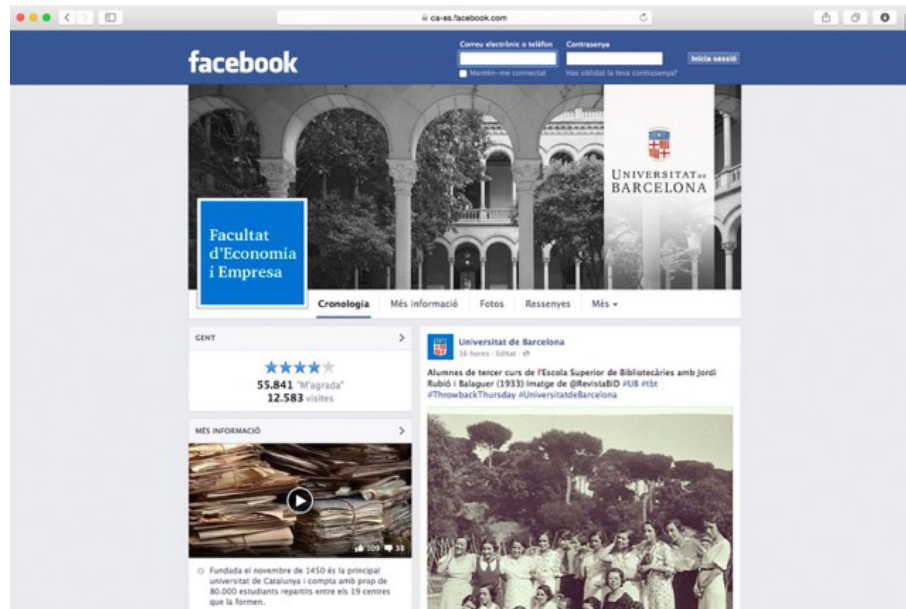 ca-es.facebook.com
facebook
Correu electrònic o telèfon
Contrasenya
Inicia sessió
Mantén-me connectat
Has oblidat la teva contrasenya?
UNIVERSITAT DE
BARCELONA
Facultat
d'Economia
i Empresa
Cronologia
Més informació
Fotos
Ressenyes
Més
GENT
55.841 "M'agrada"
12.583 visites
MÉS INFORMACIÓ
109 38
Fundada el novembre de 1450 és la principal
universitat de Catalunya i compta amb prop de
80.000 estudiants repartits entre els 19 centres
que la formen.
Universitat de Barcelona
16 hores · Editat ·
Alumnes de tercer curs de l'Escola Superior de Bibliotecàries amb Jordi
Rubió i Balaguer (1933) Imatge de @RevistaBiD #UB #tbt
#ThrowbackThursday #UniversitatdeBarcelona